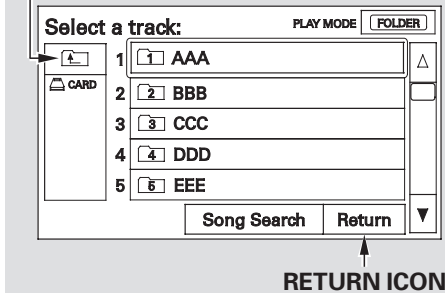 Select a track: PLAY MODE FOLDER
1 1 AAA
CARD
2 2 BBB
3 3 CCC
4 4 DDD
5 5 EEE
Song Search Return
RETURN ICON